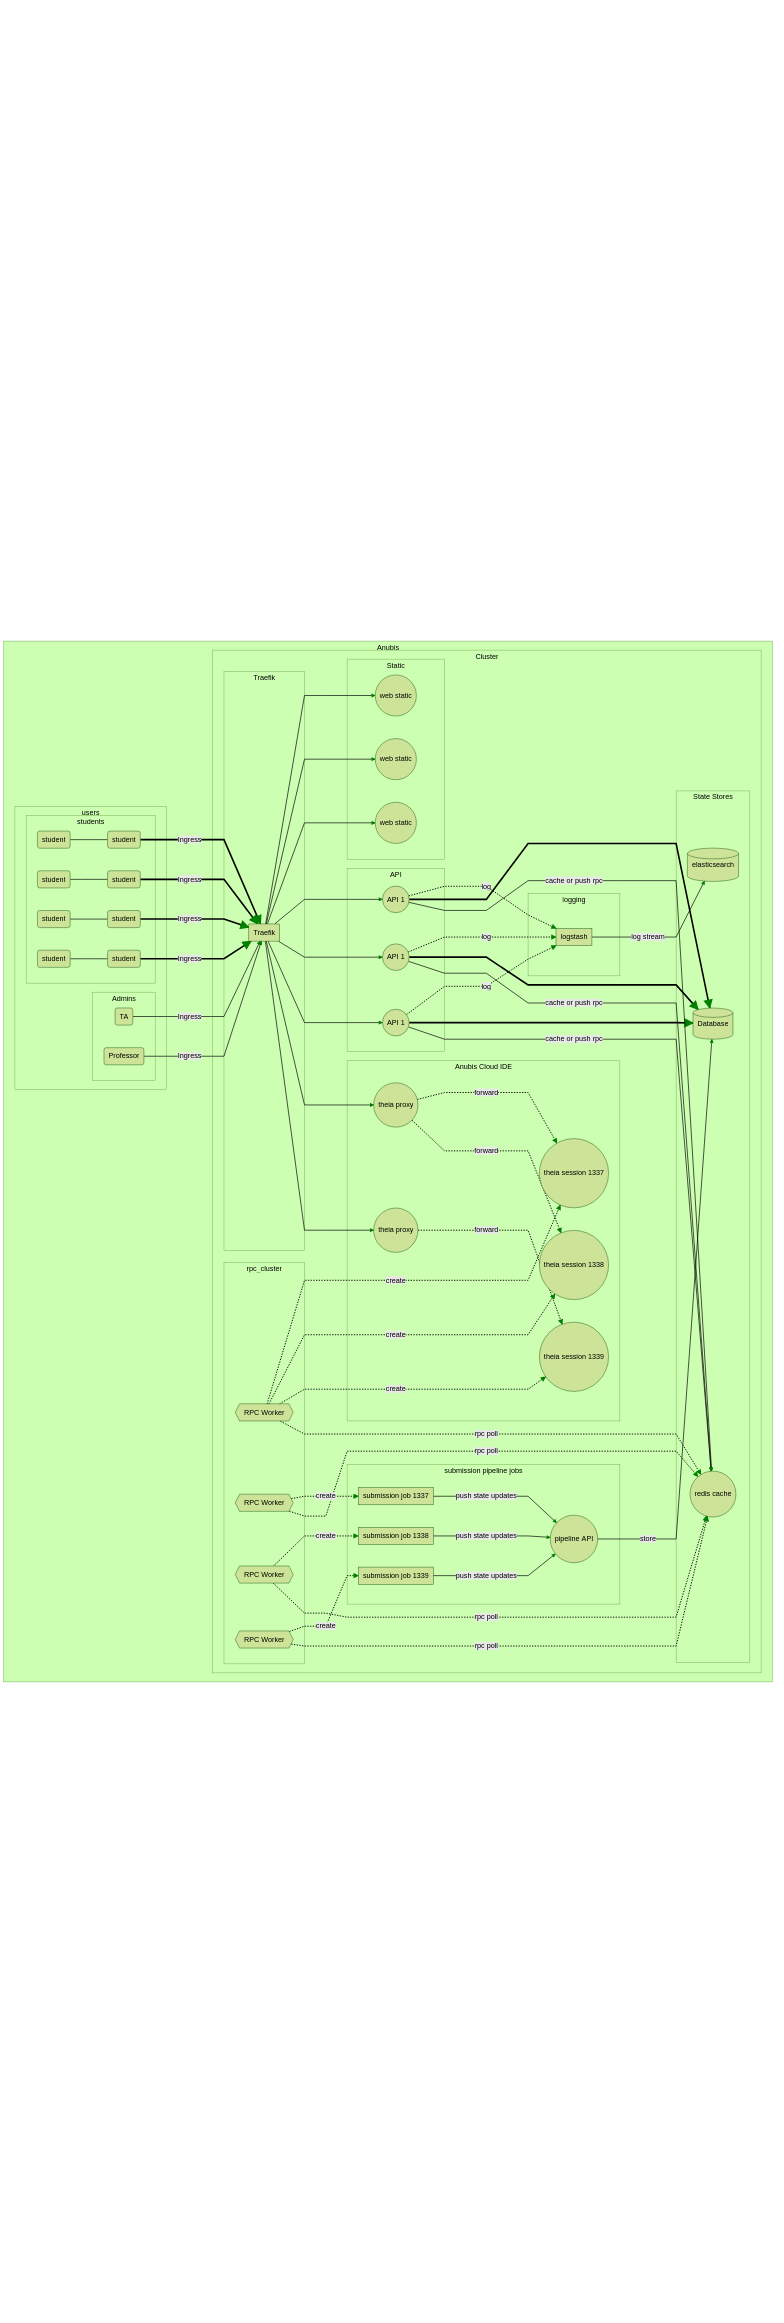 Anubis
Cluster
Static
Traefik
web static
web static
web static
State Stores
users
students
student
student
Ingress
elasticsearch
API
student
student
Ingress
log
cache or push rpc
API 1
logging
student
student
Ingress
Traefik
log
logstash
log stream
student
student
Ingress
API 1
log
Admins
cache or push rpc
TA
Ingress
API 1
Database
cache or push rpc
Professor
Ingress
Anubis Cloud IDE
forward
theia proxy
forward
theia session 1337
theia proxy
forward
theia session 1338
rpc_cluster
create
create
theia session 1339
create
RPC Worker
rpc poll
rpc poll
submission pipeline jobs
create
submission job 1337
push state updates
redis cache
RPC Worker
create
submission job 1338
push state updates
pipeline API
store
RPC Worker
submission job 1339
push state updates
rpc poll
create
RPC Worker
rpc poll